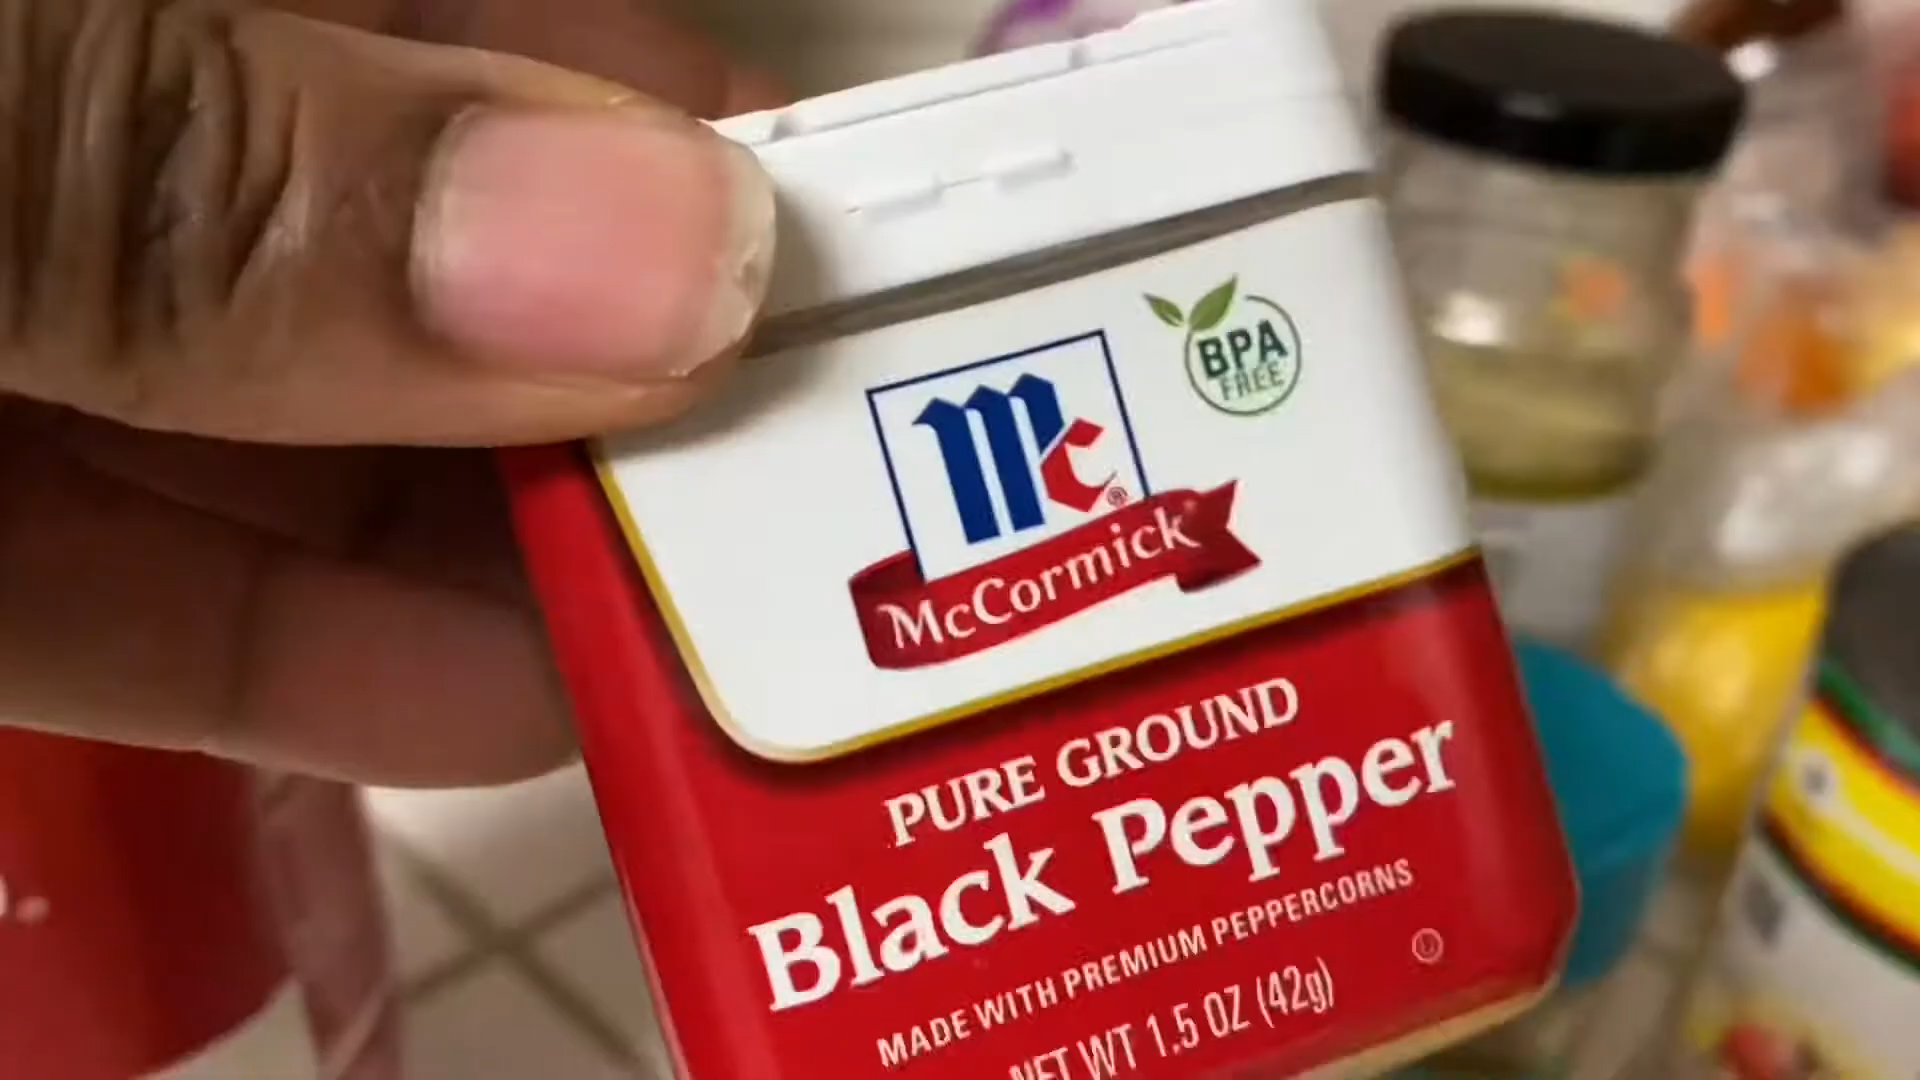 BPA
FREE
Mc®
McCormick®
PURE GROUND
Black Pepper
MADE WITH PREMIUM PEPPERCORNS
U
NET WT 1.5 OZ (42g)